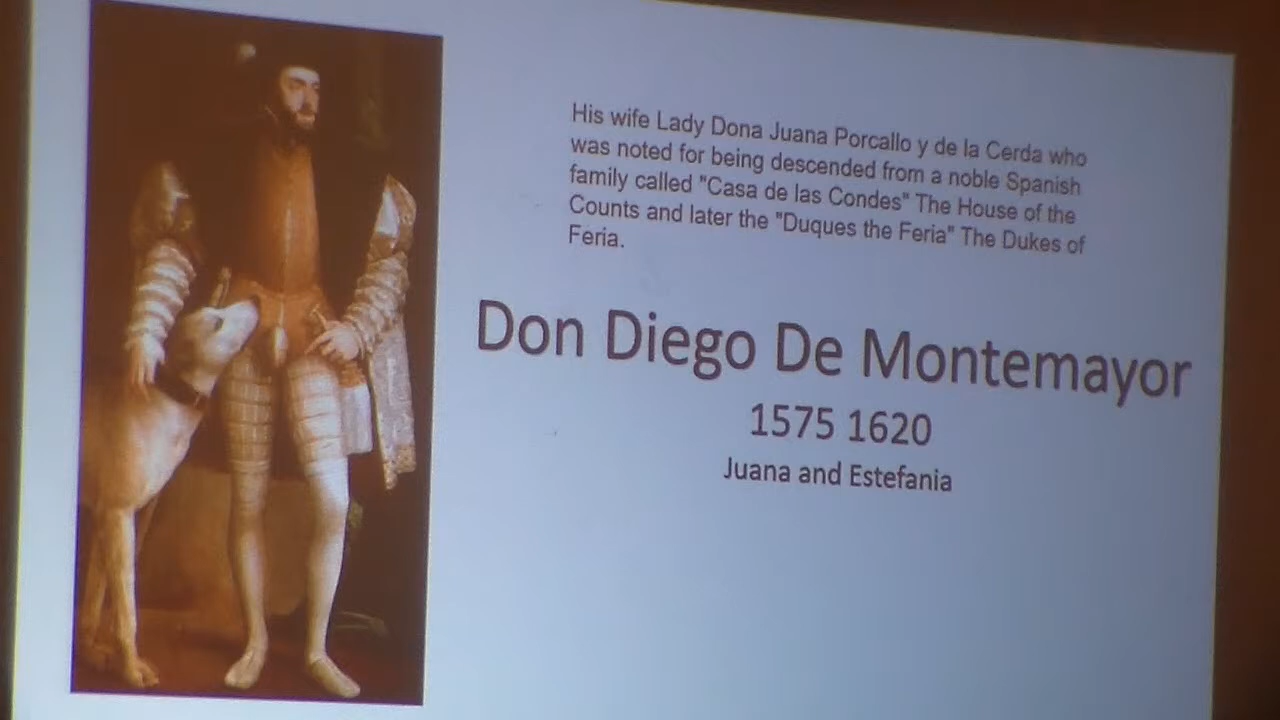 His wife Lady Dona Juana Porcallo y de la Cerda who
was noted for being descended from a noble Spanish
family called "Casa de las Condes" The House of the
Counts and later the "Duques the Feria" The Dukes of
Feria.
Don Diego De Montemayor
1575 1620
Juana and Estefania